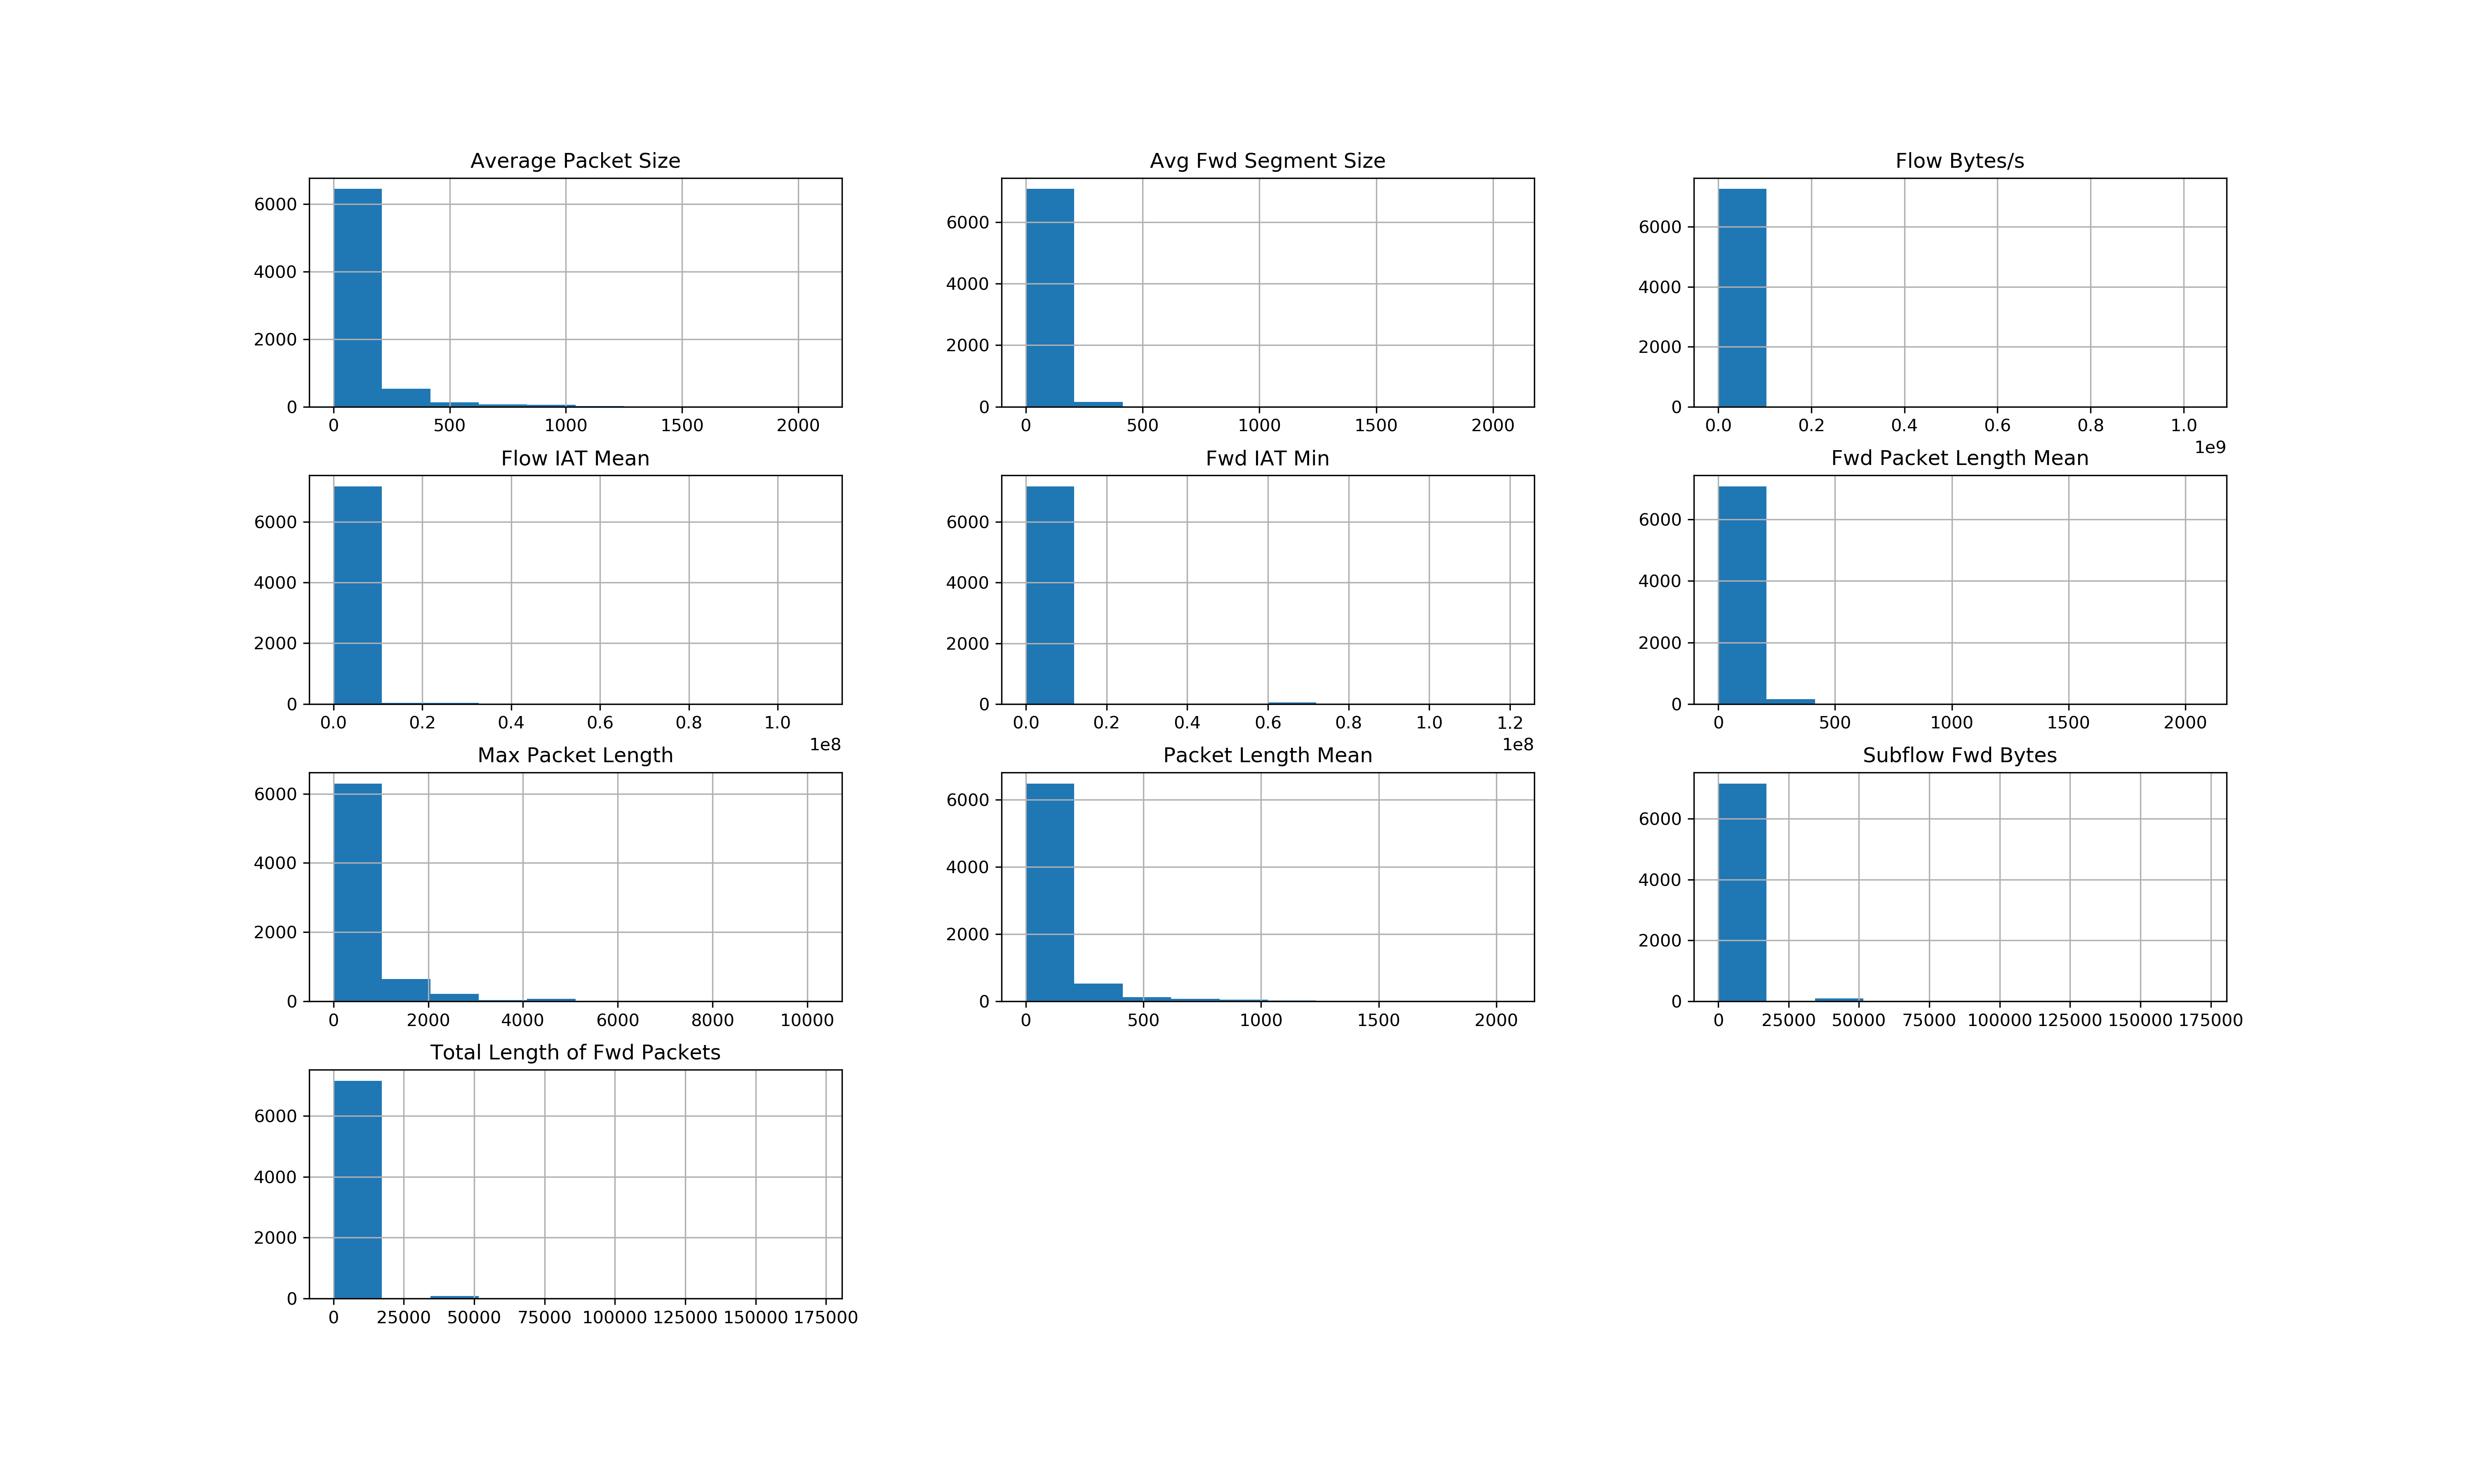 Average Packet Size
6000
4000
2000
0
0 500 1000 1500 2000
Avg Fwd Segment Size
6000
4000
2000
0
0 500 1000 1500 2000
Flow Bytes/s
6000
4000
2000
0
0.0 0.2 0.4 0.6 0.8 1.0
1e9
Flow IAT Mean
6000
4000
2000
0
0.0 0.2 0.4 0.6 0.8 1.0
1e8
Fwd IAT Min
6000
4000
2000
0
0.0 0.2 0.4 0.6 0.8 1.0 1.2
1e8
Fwd Packet Length Mean
6000
4000
2000
0
0 500 1000 1500 2000
Max Packet Length
6000
4000
2000
0
0 2000 4000 6000 8000 10000
Packet Length Mean
6000
4000
2000
0
0 500 1000 1500 2000
Subflow Fwd Bytes
6000
4000
2000
0
0 25000 50000 75000 100000 125000 150000 175000
Total Length of Fwd Packets
6000
4000
2000
0
0 25000 50000 75000 100000 125000 150000 175000